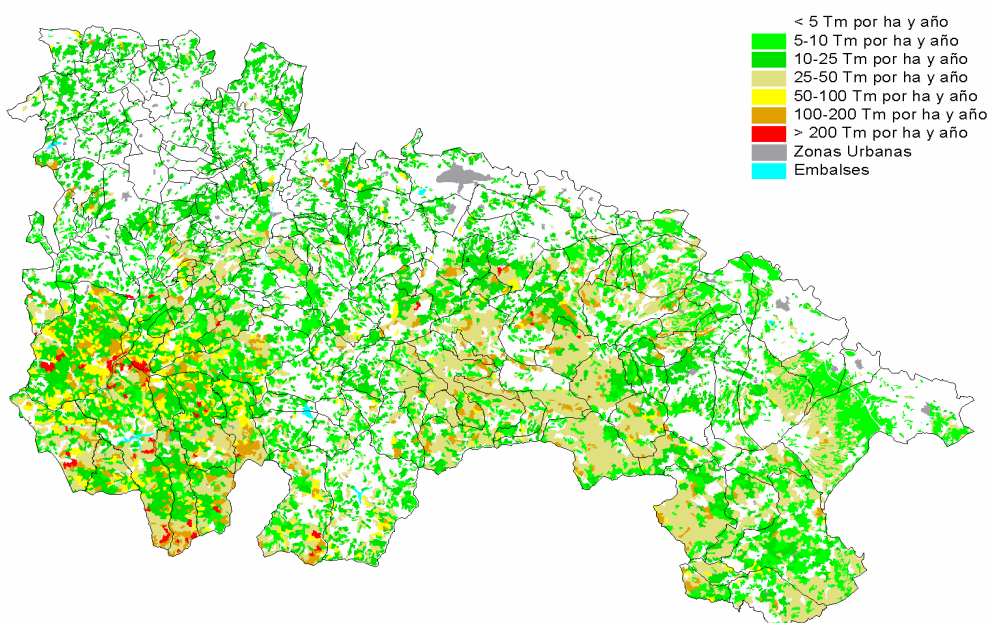 < 5 Tm por ha y año
5-10 Tm por ha y año
10-25 Tm por ha y año
25-50 Tm por ha y año
50-100 Tm por ha y año
100-200 Tm por ha y año
> 200 Tm por ha y año
Zonas Urbanas
Embalses